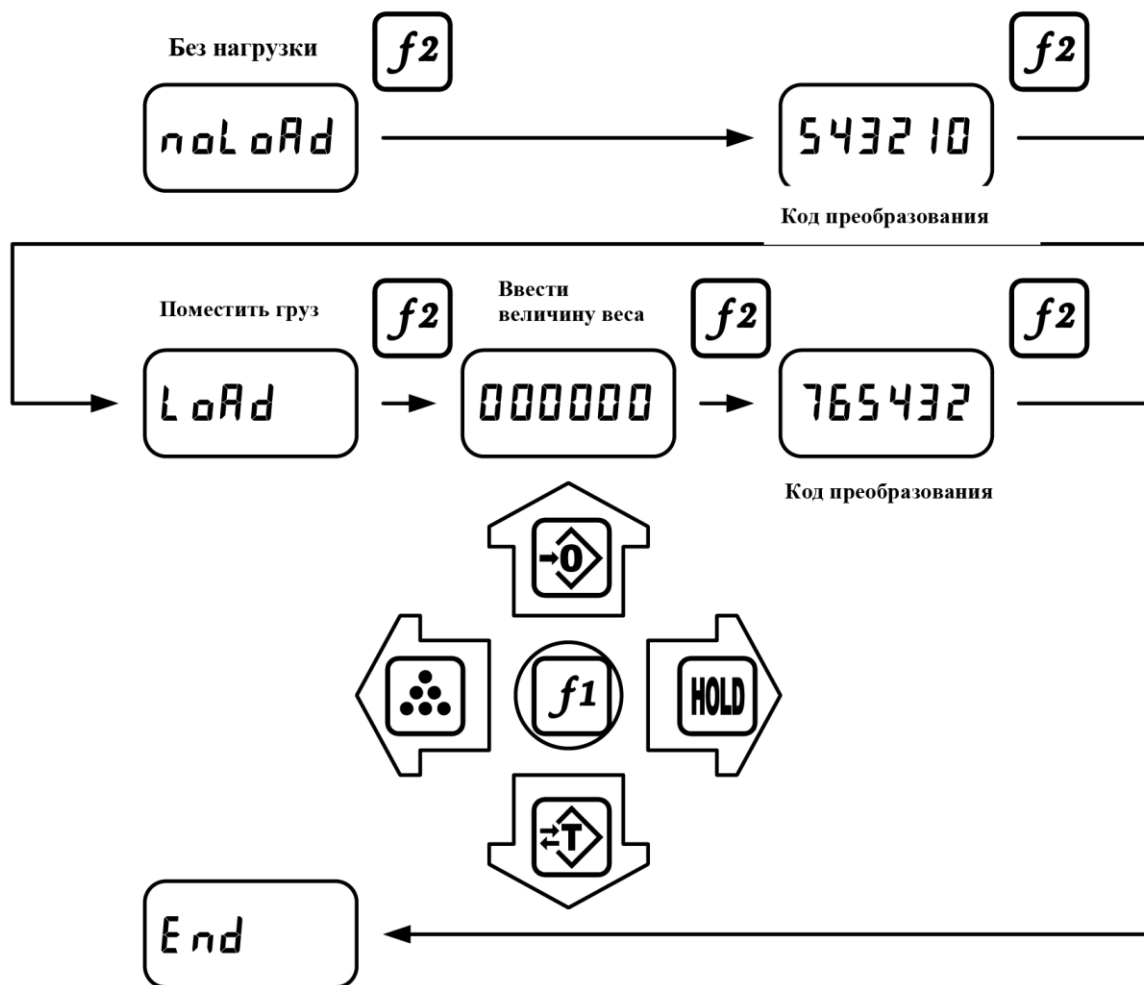 Без нагрузки
f2
f2
noLoAd
543210
Код преобразования
Поместить груз
f2
Ввести
величину веса
f2
f2
LoAd
000000
765432
Код преобразования
→0
f1
HOLD
T
End